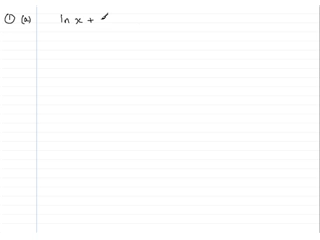 ① (a) ln x +